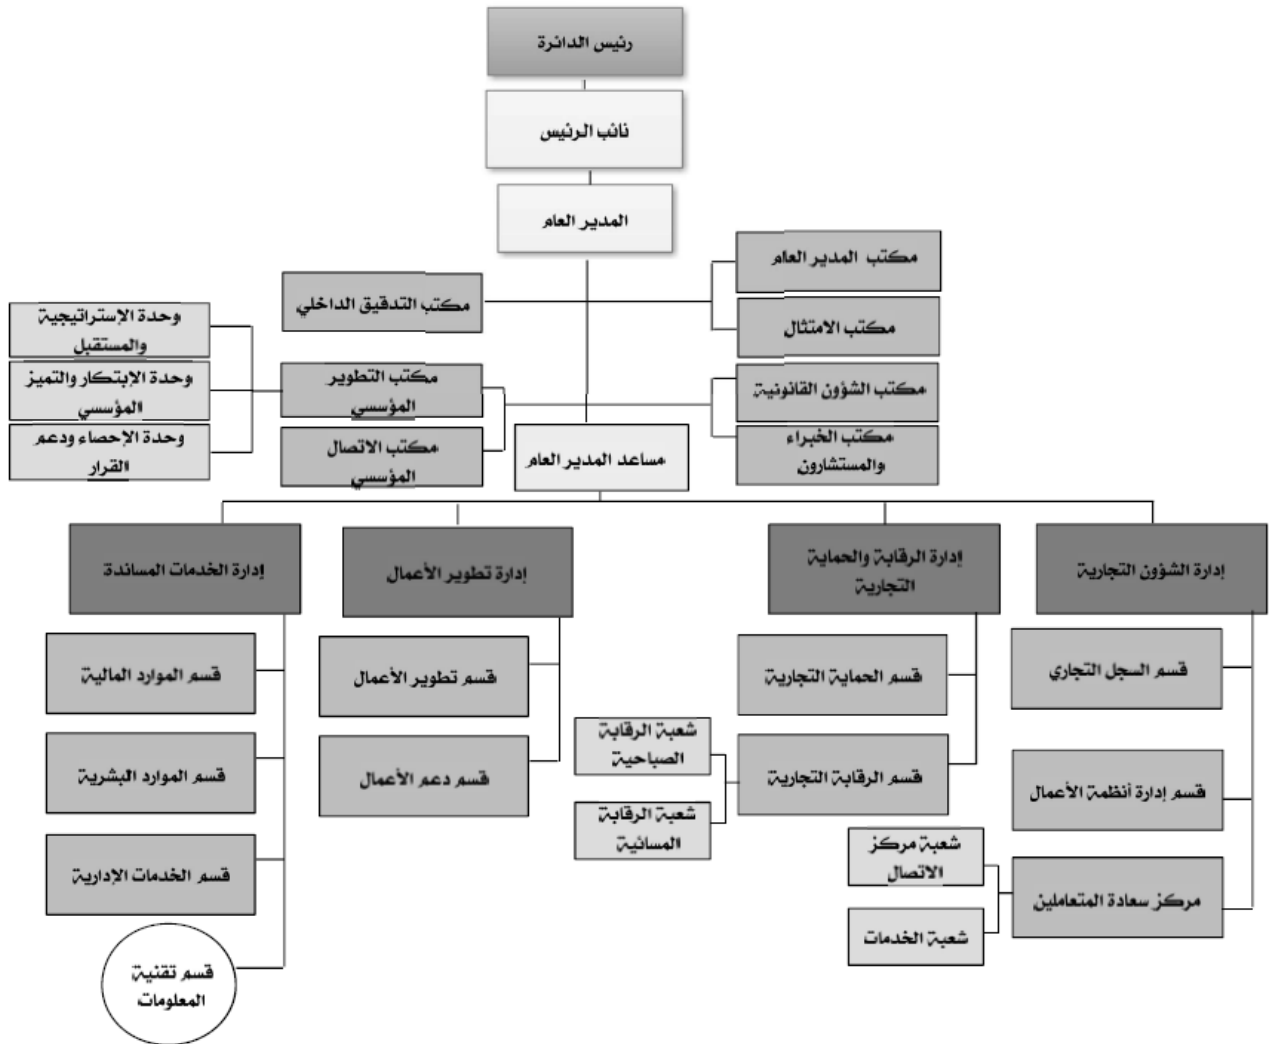 رئيس الدائرة
نائب الرئيس
المدير العام
مكتب المدير العام
مكتب الامتثال
مكتب التدقيق الداخلي
مكتب الشؤون القانونية
مكتب الخبراء
والمستشارون
مكتب التطوير
المؤسسي
مكتب الاتصال
المؤسسي
وحدة الإستراتيجية
والمستقبل
وحدة الإبتكار والتميز
المؤسسي
وحدة الإحصاء ودعم
القرار
مساعد المدير العام
إدارة الشؤون التجارية
قسم السجل التجاري
قسم إدارة أنظمة الأعمال
مركز سعادة المتعاملين
شعبة مركز
الاتصال
شعبة الخدمات
إدارة الرقابة والحماية
التجارية
قسم الحماية التجارية
قسم الرقابة التجارية
شعبة الرقابة
الصباحية
شعبة الرقابة
المسائية
إدارة تطوير الأعمال
قسم تطوير الأعمال
قسم دعم الأعمال
إدارة الخدمات المساندة
قسم الموارد المالية
قسم الموارد البشرية
قسم الخدمات الإدارية
قسم تقنية
المعلومات